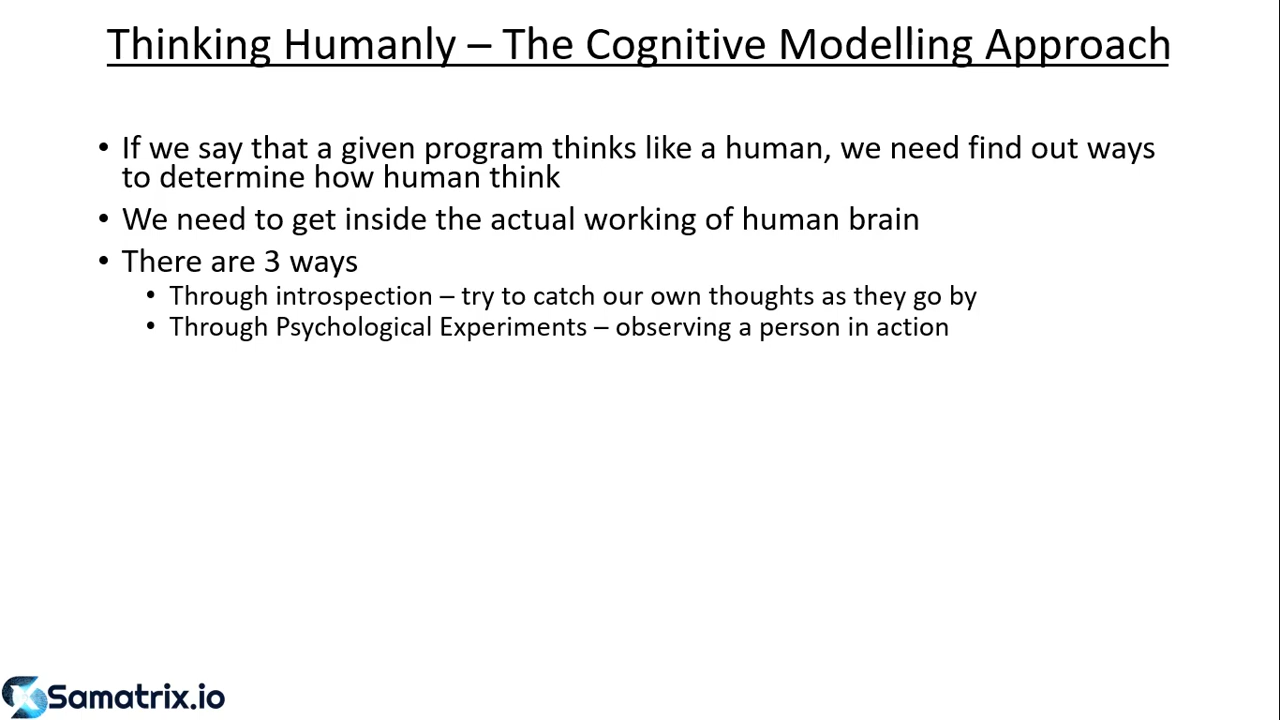 Thinking Humanly – The Cognitive Modelling Approach
• If we say that a given program thinks like a human, we need find out ways
to determine how human think
• We need to get inside the actual working of human brain
• There are 3 ways
• Through introspection – try to catch our own thoughts as they go by
• Through Psychological Experiments – observing a person in action
Samatrix.io